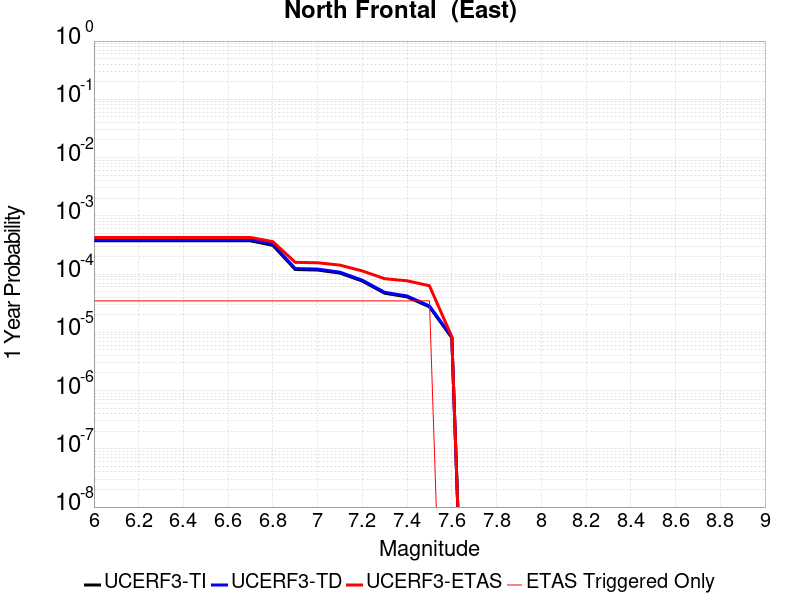 North Frontal  (East)
1 Year Probability
10^0
10^-1
10^-2
10^-3
10^-4
10^-5
10^-6
10^-7
10^-8
6 6.2 6.4 6.6 6.8 7 7.2 7.4 7.6 7.8 8 8.2 8.4 8.6 8.8 9
Magnitude
UCERF3-TI UCERF3-TD UCERF3-ETAS ETAS Triggered Only